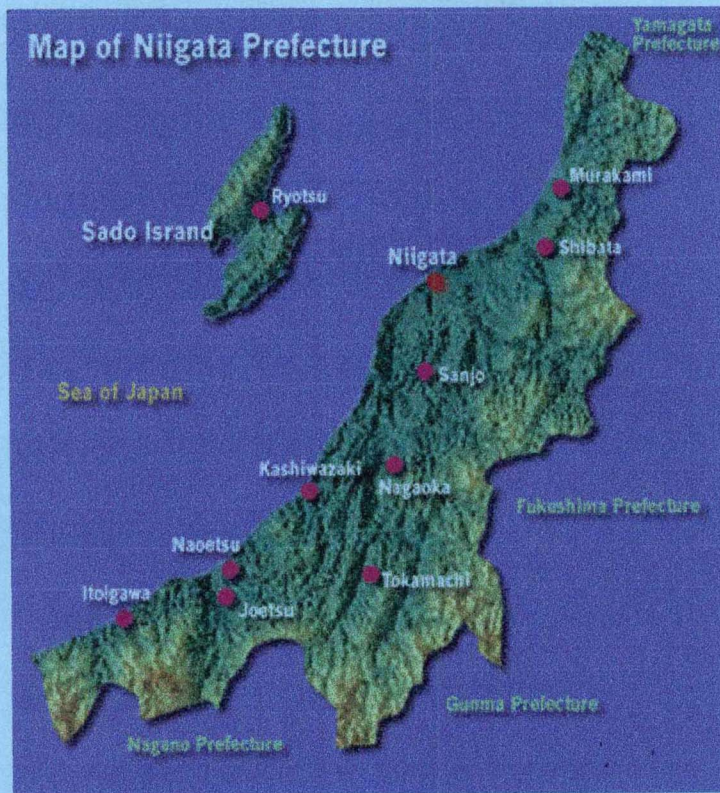 Map of Niigata Prefecture
Yamagata
Prefecture
Murakami
Ryotsu
Sado Isrand
Shibata
Niigata
Sanjo
Sea of Japan
Kashiwazaki
Nagaoka
Fukushima Prefecture
Naoetsu
Tokamachi
Itoigawa
Joetsu
Gunma Prefecture
Nagano Prefecture